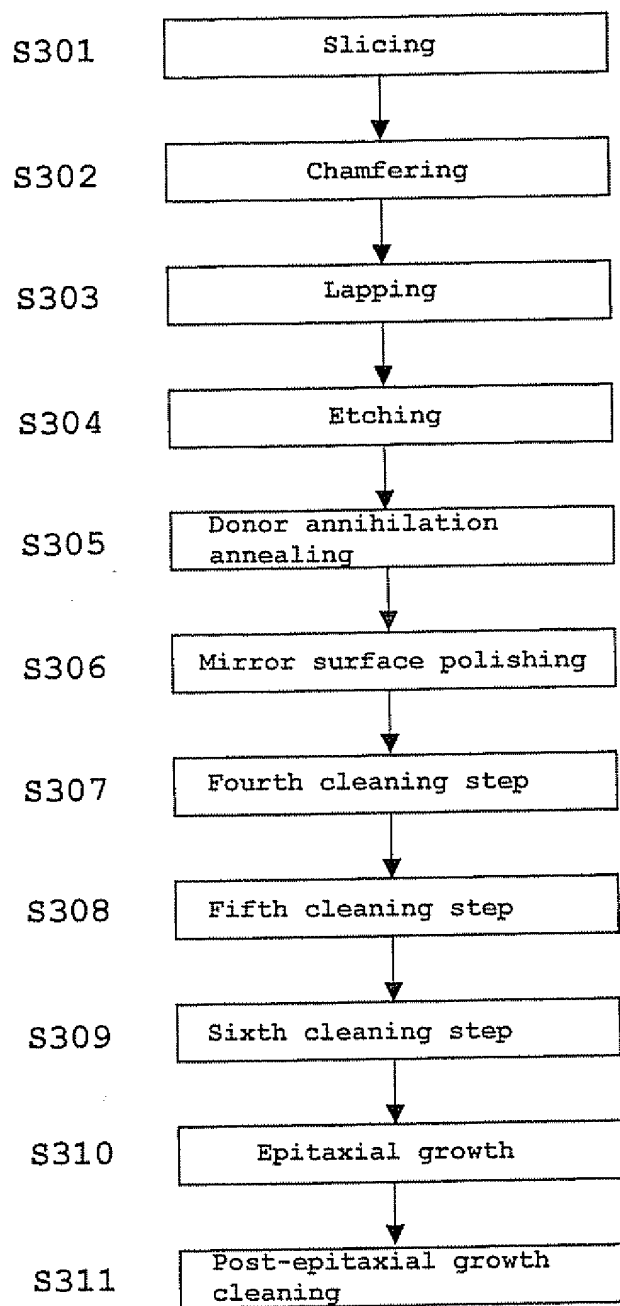 S301 Slicing
S302 Chamfering
S303 Lapping
S304 Etching
S305 Donor annihilation
annealing
S306 Mirror surface polishing
S307 Fourth cleaning step
S308 Fifth cleaning step
S309 Sixth cleaning step
S310 Epitaxial growth
S311 Post-epitaxial growth
cleaning